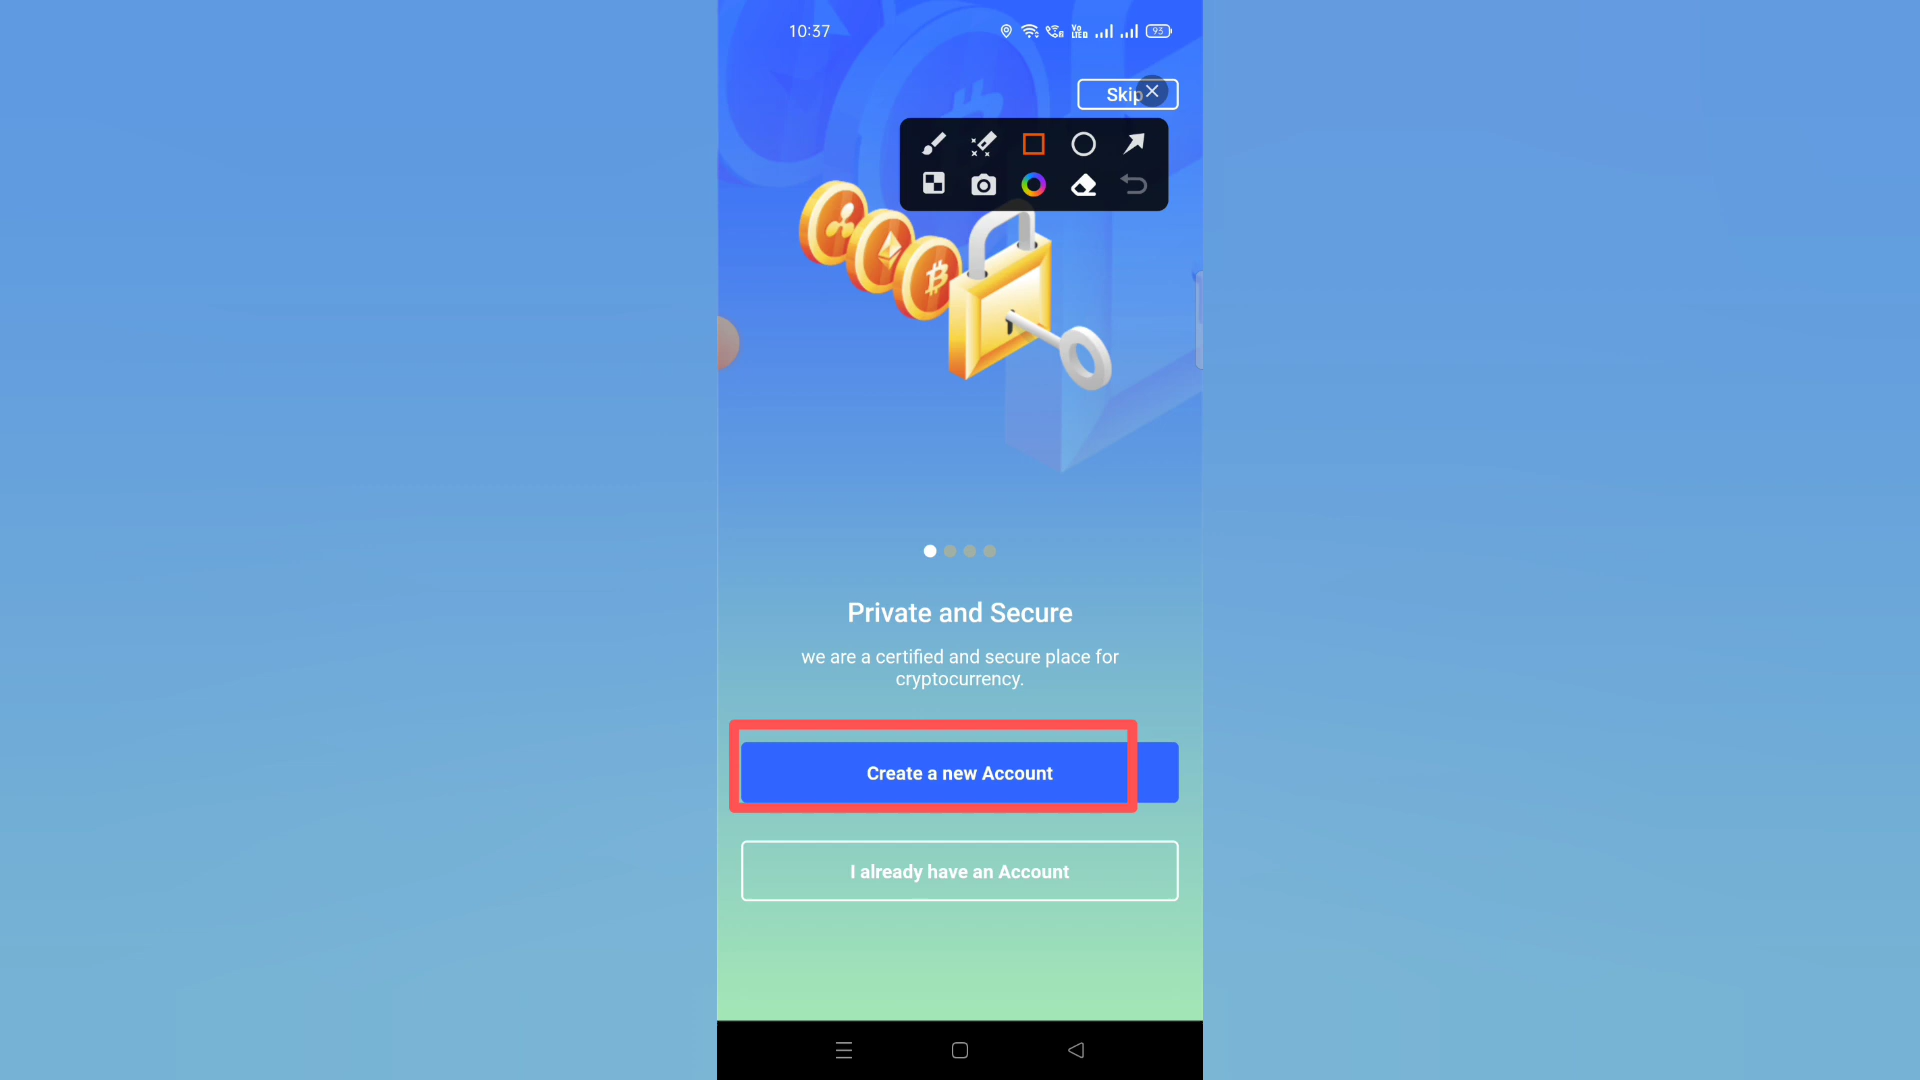 10:37
93
Skip
Private and Secure
we are a certified and secure place for
cryptocurrency.
Create a new Account
I already have an Account